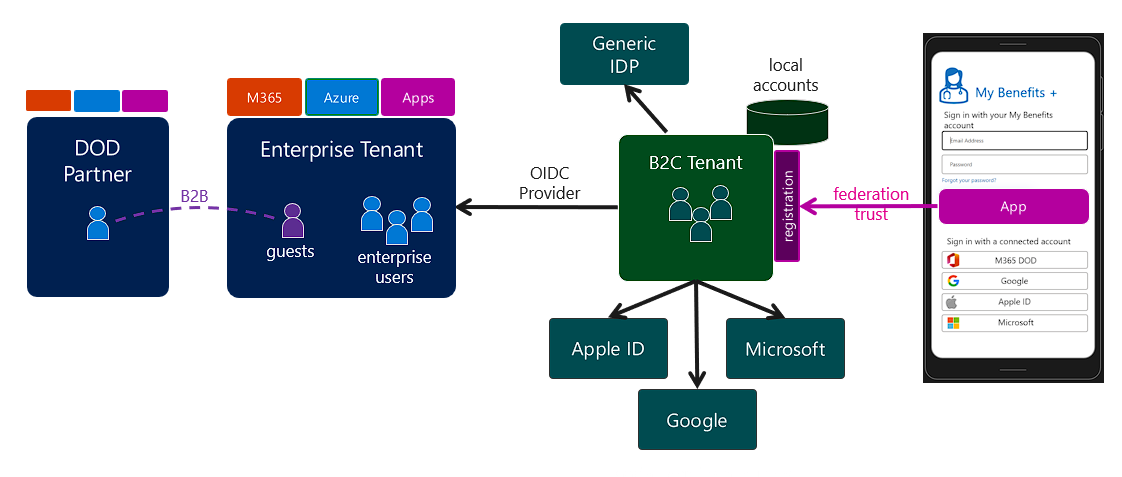 DOD
Partner
B2B
M365
Azure
Apps
Enterprise Tenant
guests
enterprise
users
OIDC
Provider
Generic
IDP
local
accounts
B2C Tenant
registration
federation
trust
Apple ID
Google
Microsoft
My Benefits +
Sign in with your My Benefits
account
Email Address
Password
Forgot your password?
App
Sign in with a connected account
M365 DOD
Google
Apple ID
Microsoft